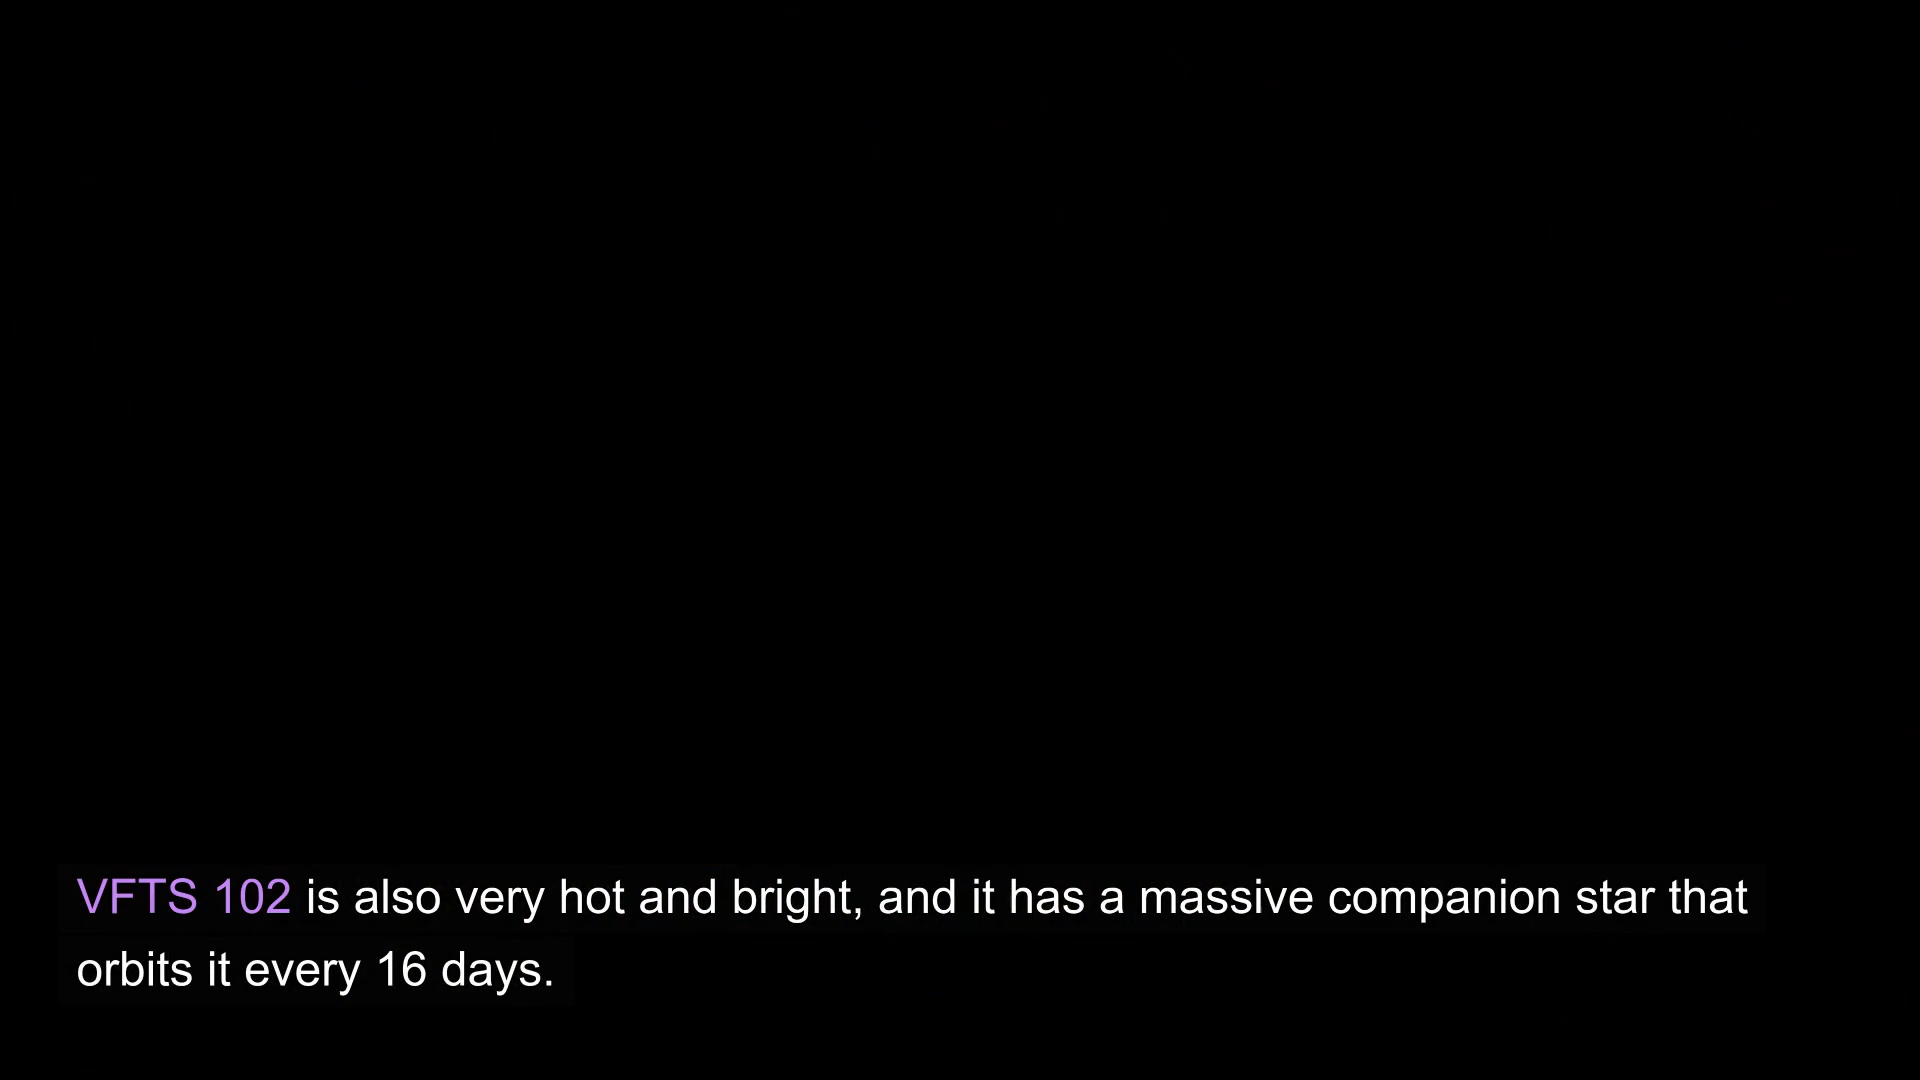 VFTS 102 is also very hot and bright, and it has a massive companion star that
orbits it every 16 days.